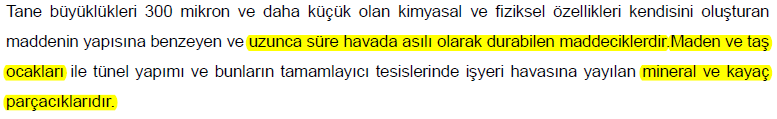 Tane büyüklükleri 300 mikron ve daha küçük olan kimyasal ve fiziksel özellikleri kendisini oluşturan
maddenin yapısına benzeyen ve uzunca süre havada asılı olarak durabilen maddeciklerdir.Maden ve taş
ocakları ile tünel yapımı ve bunların tamamlayıcı tesislerinde işyeri havasına yayılan mineral ve kayaç
parçacıklarıdır.